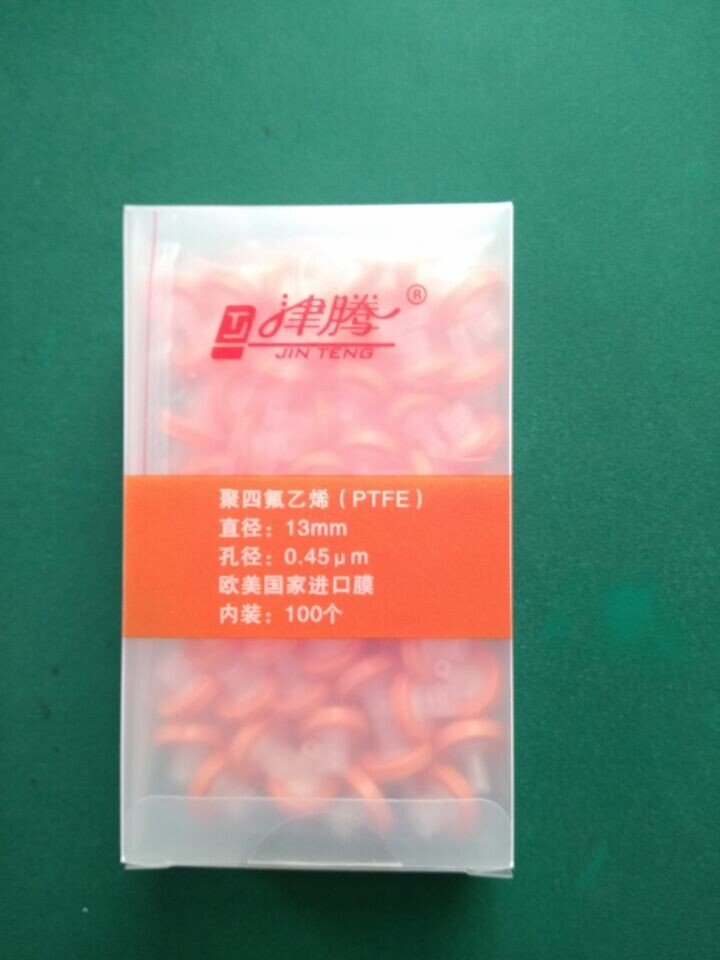 TJ 津腾 ®
JIN TENG
聚四氟乙烯（PTFE）
直径：13mm
孔径：0.45μm
欧美国家进口膜
内装：100个